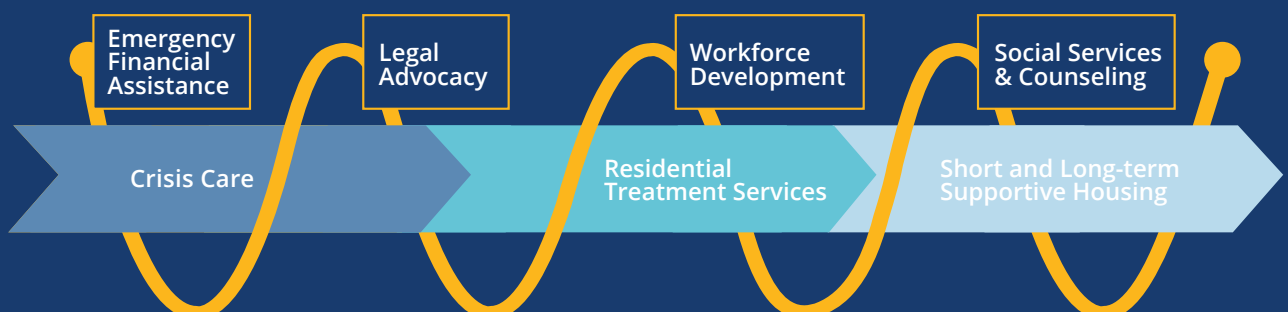 Emergency
Financial
Assistance
Legal
Advocacy
Workforce
Development
Social Services
& Counseling
Crisis Care
Residential
Treatment Services
Short and Long-term
Supportive Housing